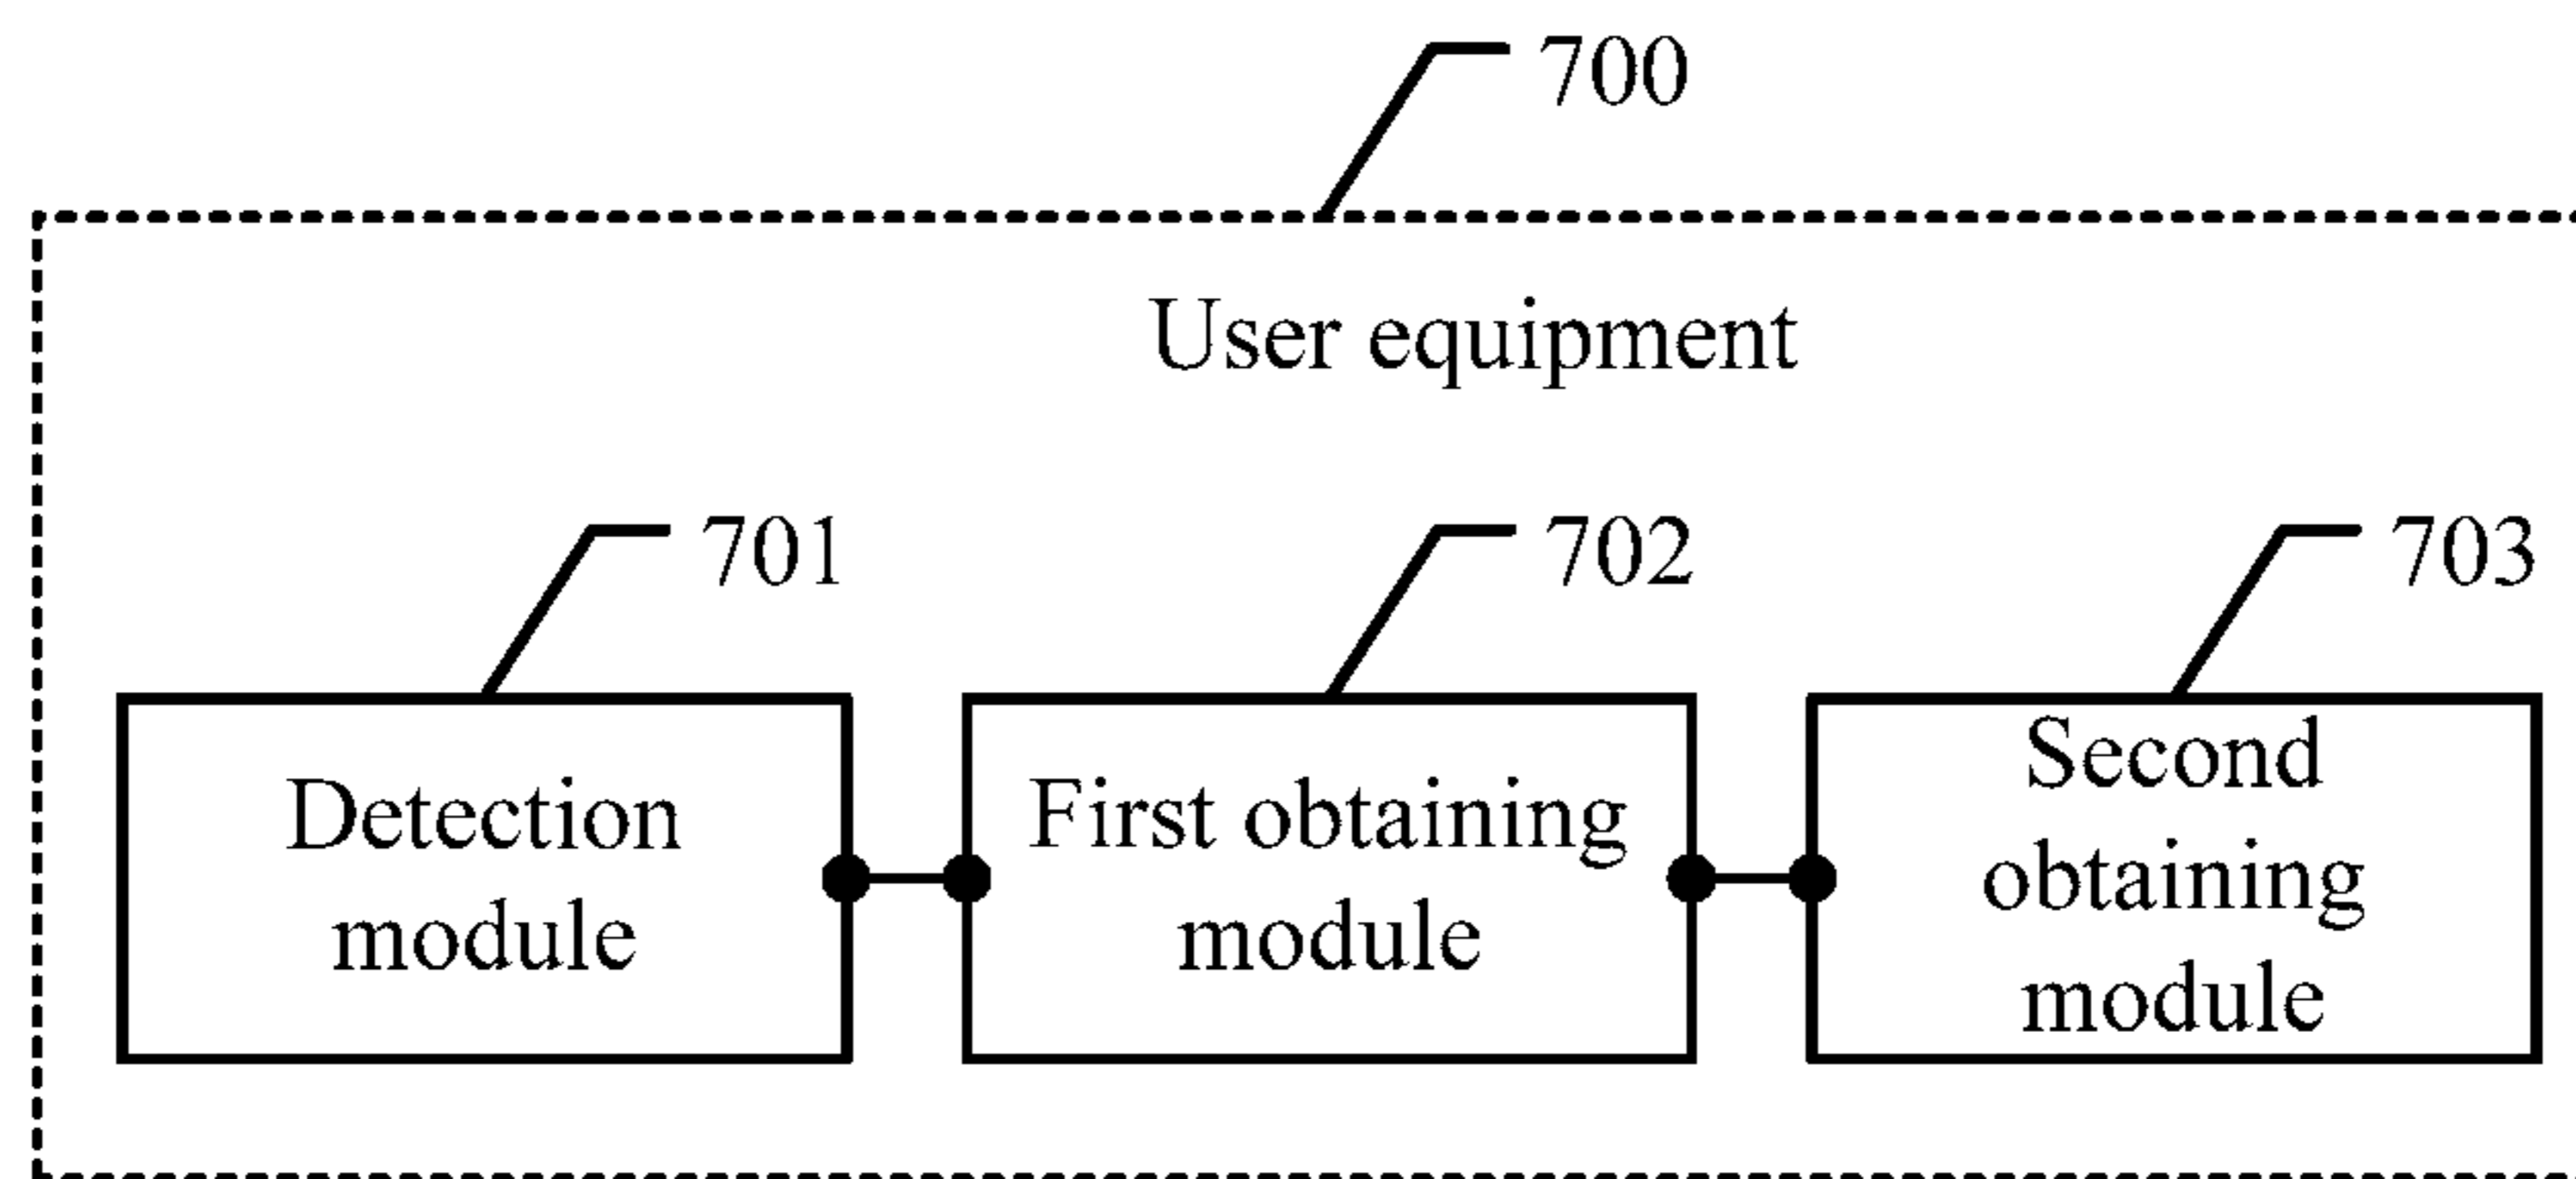 700
User equipment
701
702
703
Detection
module
First obtaining
module
Second
obtaining
module